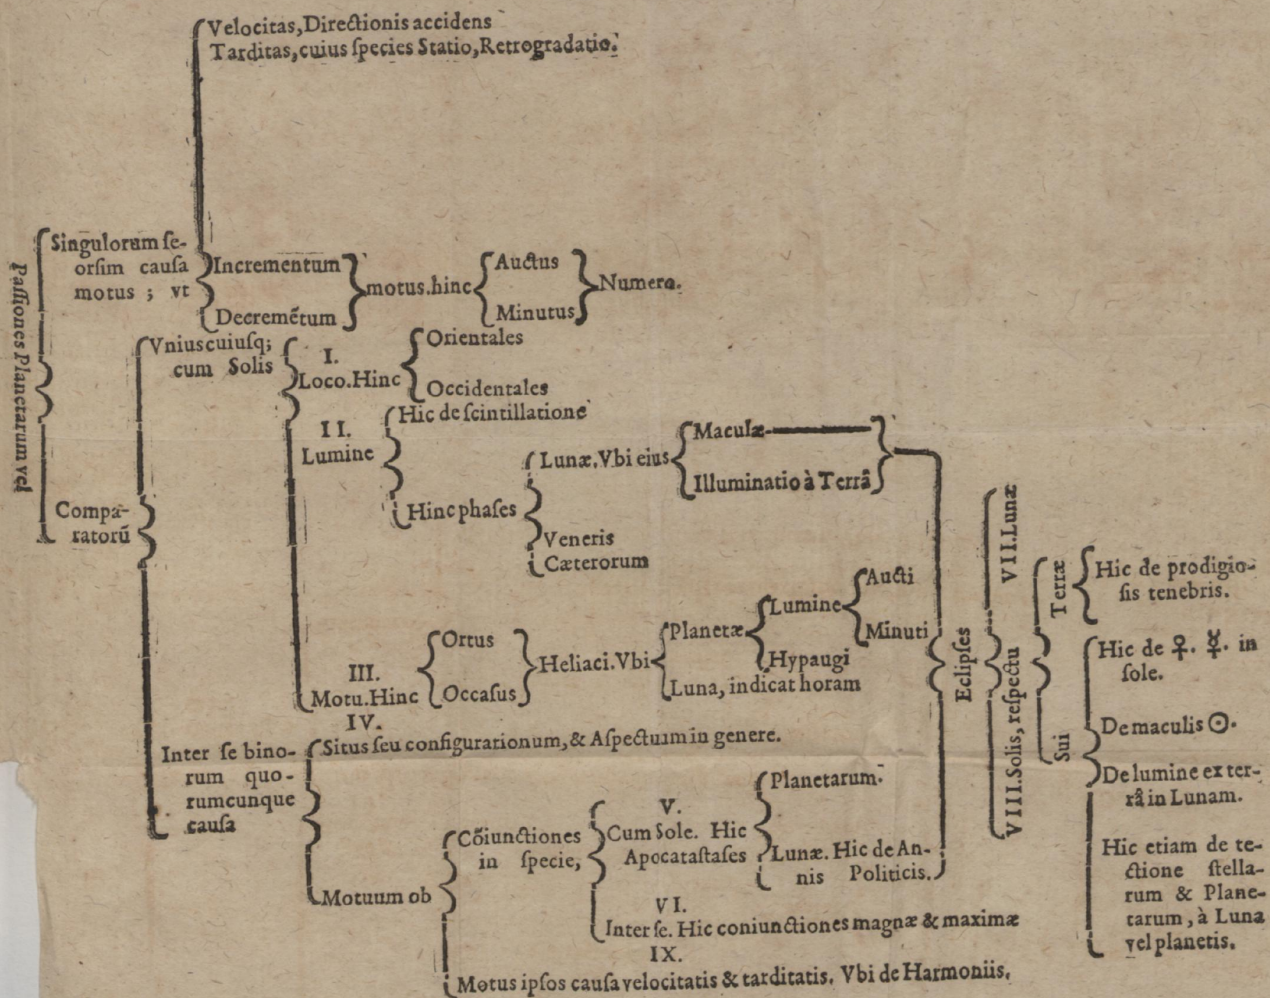 Velocitas, Directionis accidens
Tarditas, cuius ſpecies Statio, Retrogradatio.
Paſſiones Planetarum vel
Singulorum ſe-
orſim cauſa
motus ; vt
Incrementum
Decremẽtum
motus. hinc
Auctus
Minutus
Numero.
Compa-
ratorũ
Vniuscuiuſq;
cum Solis
I.
Loco. Hinc
Orientales
Occidentales
II.
Lumine
Hic de ſcintillatione
Hinc phaſes
Lunæ. Vbi eius
Maculæ
Illuminatio à Terrâ
Veneris
Cæterorum
III.
Motu. Hinc
Ortus
Occaſus
Heliaci. Vbi
Planetæ
Lumine
Aucti
Minuti
Hypaugi
Luna, indicat horam
Inter ſe bino-
rum quo-
rumcunque
cauſa
IV.
Situs ſeu configurationum, & Aſpectuum in genere.
Motuum ob
Cõiunctiones
in ſpecie,
V.
Cum Sole. Hic
Apocataſtaſes
Planetarum.
Lunæ. Hic de An-
nis Politicis.
VI.
Inter ſe. Hic coniunctiones magnæ & maximæ
IX.
Motus ipſos cauſa velocitatis & tarditatis. Vbi de Harmoniis.
Eclipſes
VII. Lunæ
VIII. Solis, reſpectu
Terræ
Hic de prodigio-
ſis tenebris.
Sui
Hic de ♀. ☿. in
ſole.
De maculis ☉.
De lumine ex ter-
râ in Lunam.
Hic etiam de te-
ctione ſtella-
rum & Plane-
tarum, à Luna
vel planetis.